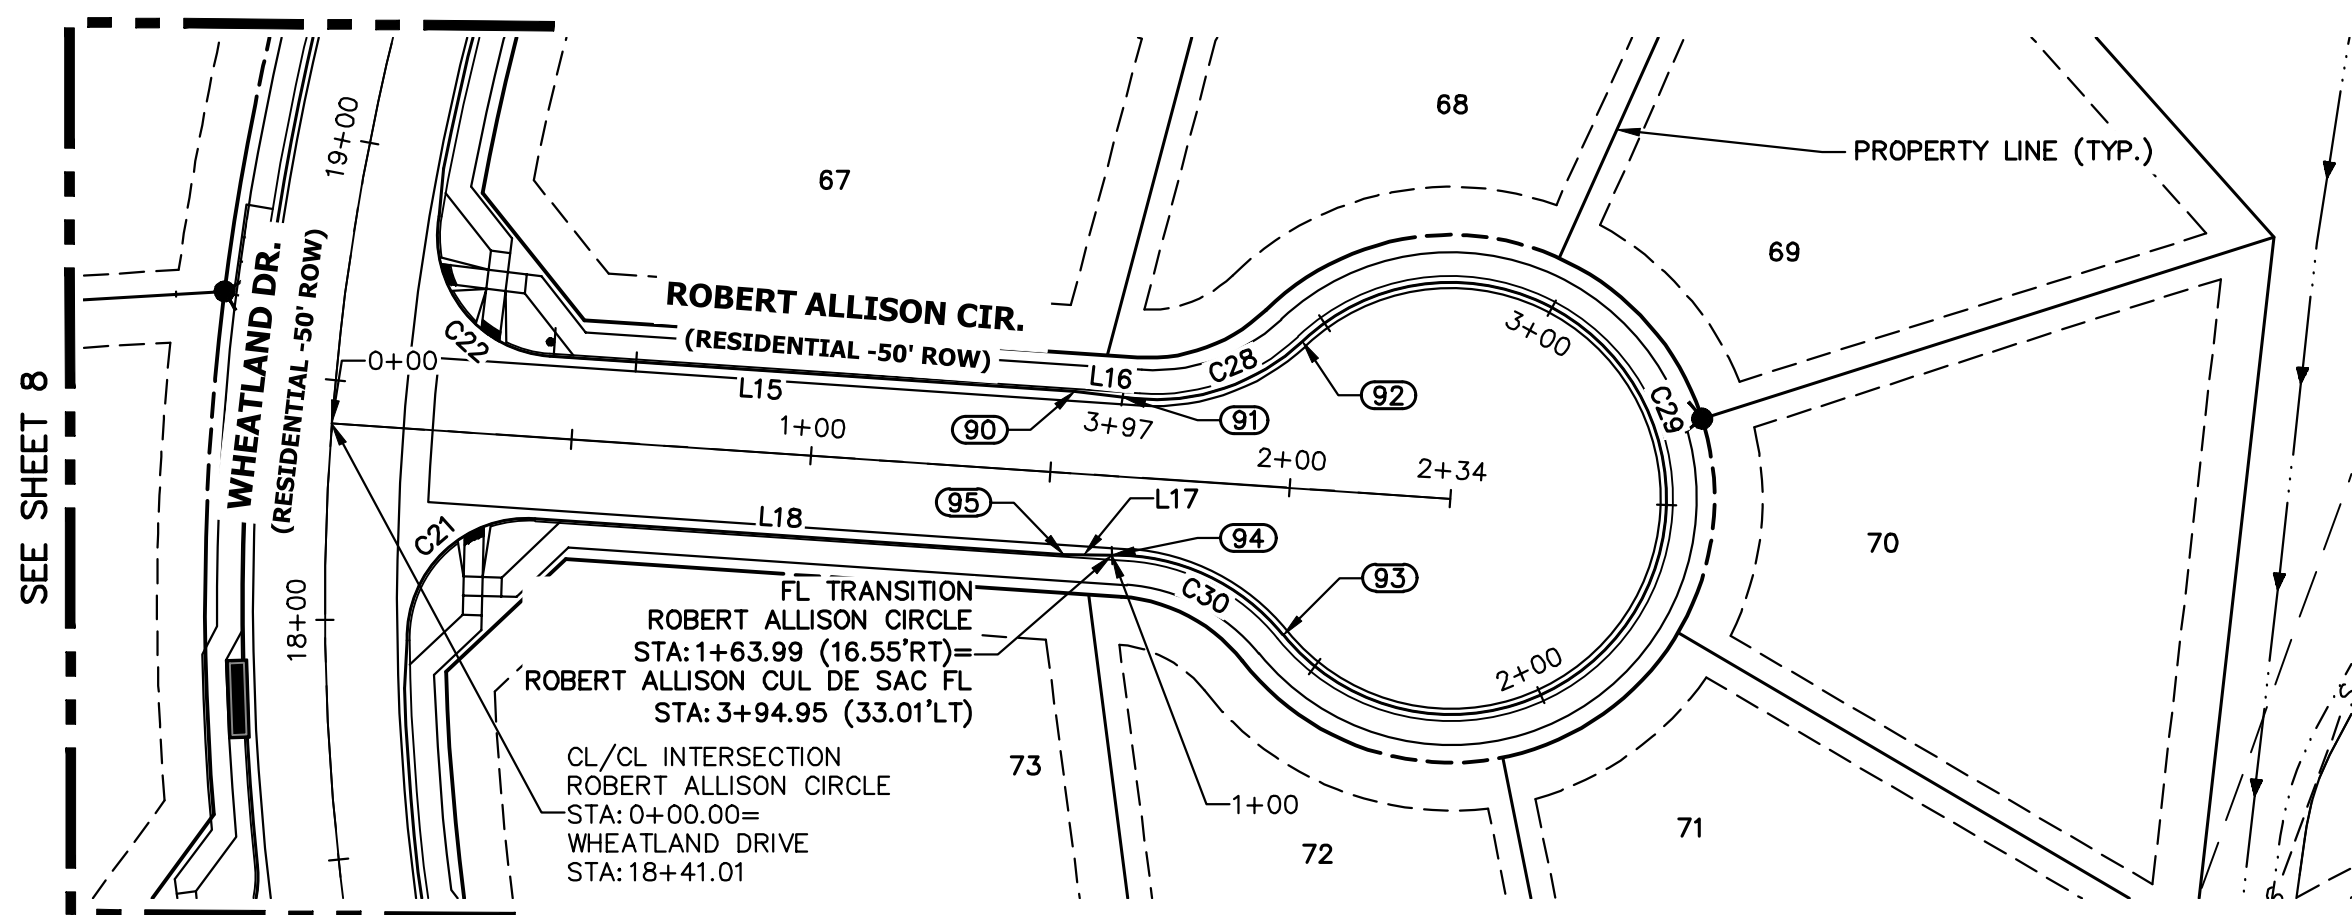 SEE SHEET 8
WHEATLAND DR.
(RESIDENTIAL -50' ROW)
19+00
18+00
67
68
69
70
71
72
73
PROPERTY LINE (TYP.)
ROBERT ALLISON CIR.
(RESIDENTIAL -50' ROW)
C22
0+00
L15
L16
C28
3+00
C29
92
91
90
3+97
1+00
2+00
2+34
95
L17
L18
94
C21
93
C30
2+00
FL TRANSITION
ROBERT ALLISON CIRCLE
STA:1+63.99 (16.55'RT)=
ROBERT ALLISON CUL DE SAC FL
STA:3+94.95 (33.01'LT)
CL/CL INTERSECTION
ROBERT ALLISON CIRCLE
STA:0+00.00=
WHEATLAND DRIVE
STA:18+41.01
1+00
S
S